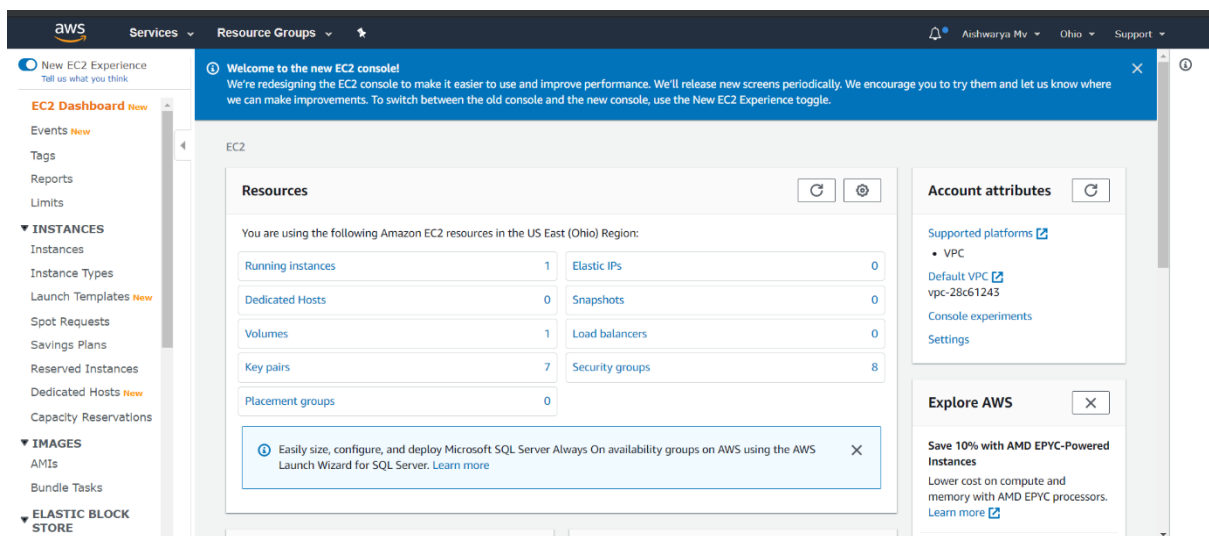 aws
Services
Resource Groups
Aishwarya Mv
Ohio
Support
New EC2 Experience
Tell us what you think
EC2 Dashboard New
Events New
Tags
Reports
Limits
INSTANCES
Instances
Instance Types
Launch Templates New
Spot Requests
Savings Plans
Reserved Instances
Dedicated Hosts New
Capacity Reservations
IMAGES
AMIs
Bundle Tasks
ELASTIC BLOCK
STORE
Welcome to the new EC2 console!
We're redesigning the EC2 console to make it easier to use and improve performance. We'll release new screens periodically. We encourage you to try them and let us know where
we can make improvements. To switch between the old console and the new console, use the New EC2 Experience toggle.
EC2
Resources
You are using the following Amazon EC2 resources in the US East (Ohio) Region:
Running instances 1
Elastic IPs 0
Dedicated Hosts 0
Snapshots 0
Volumes 1
Load balancers 0
Key pairs 7
Security groups 8
Placement groups 0
Easily size, configure, and deploy Microsoft SQL Server Always On availability groups on AWS using the AWS
Launch Wizard for SQL Server. Learn more
Account attributes
Supported platforms
• VPC
Default VPC
vpc-28c61243
Console experiments
Settings
Explore AWS
Save 10% with AMD EPYC-Powered
Instances
Lower cost on compute and
memory with AMD EPYC processors.
Learn more